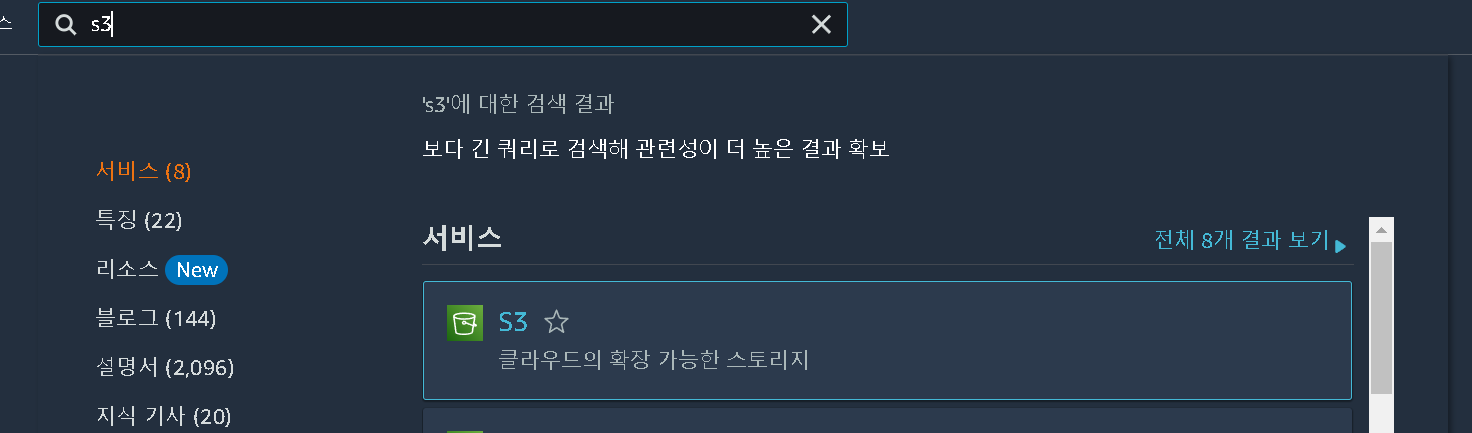 스
s3
's3'에 대한 검색 결과
보다 긴 쿼리로 검색해 관련성이 더 높은 결과 확보
서비스 (8)
특징 (22)
리소스 New
블로그 (144)
설명서 (2,096)
지식 기사 (20)
서비스
전체 8개 결과 보기
S3
클라우드의 확장 가능한 스토리지